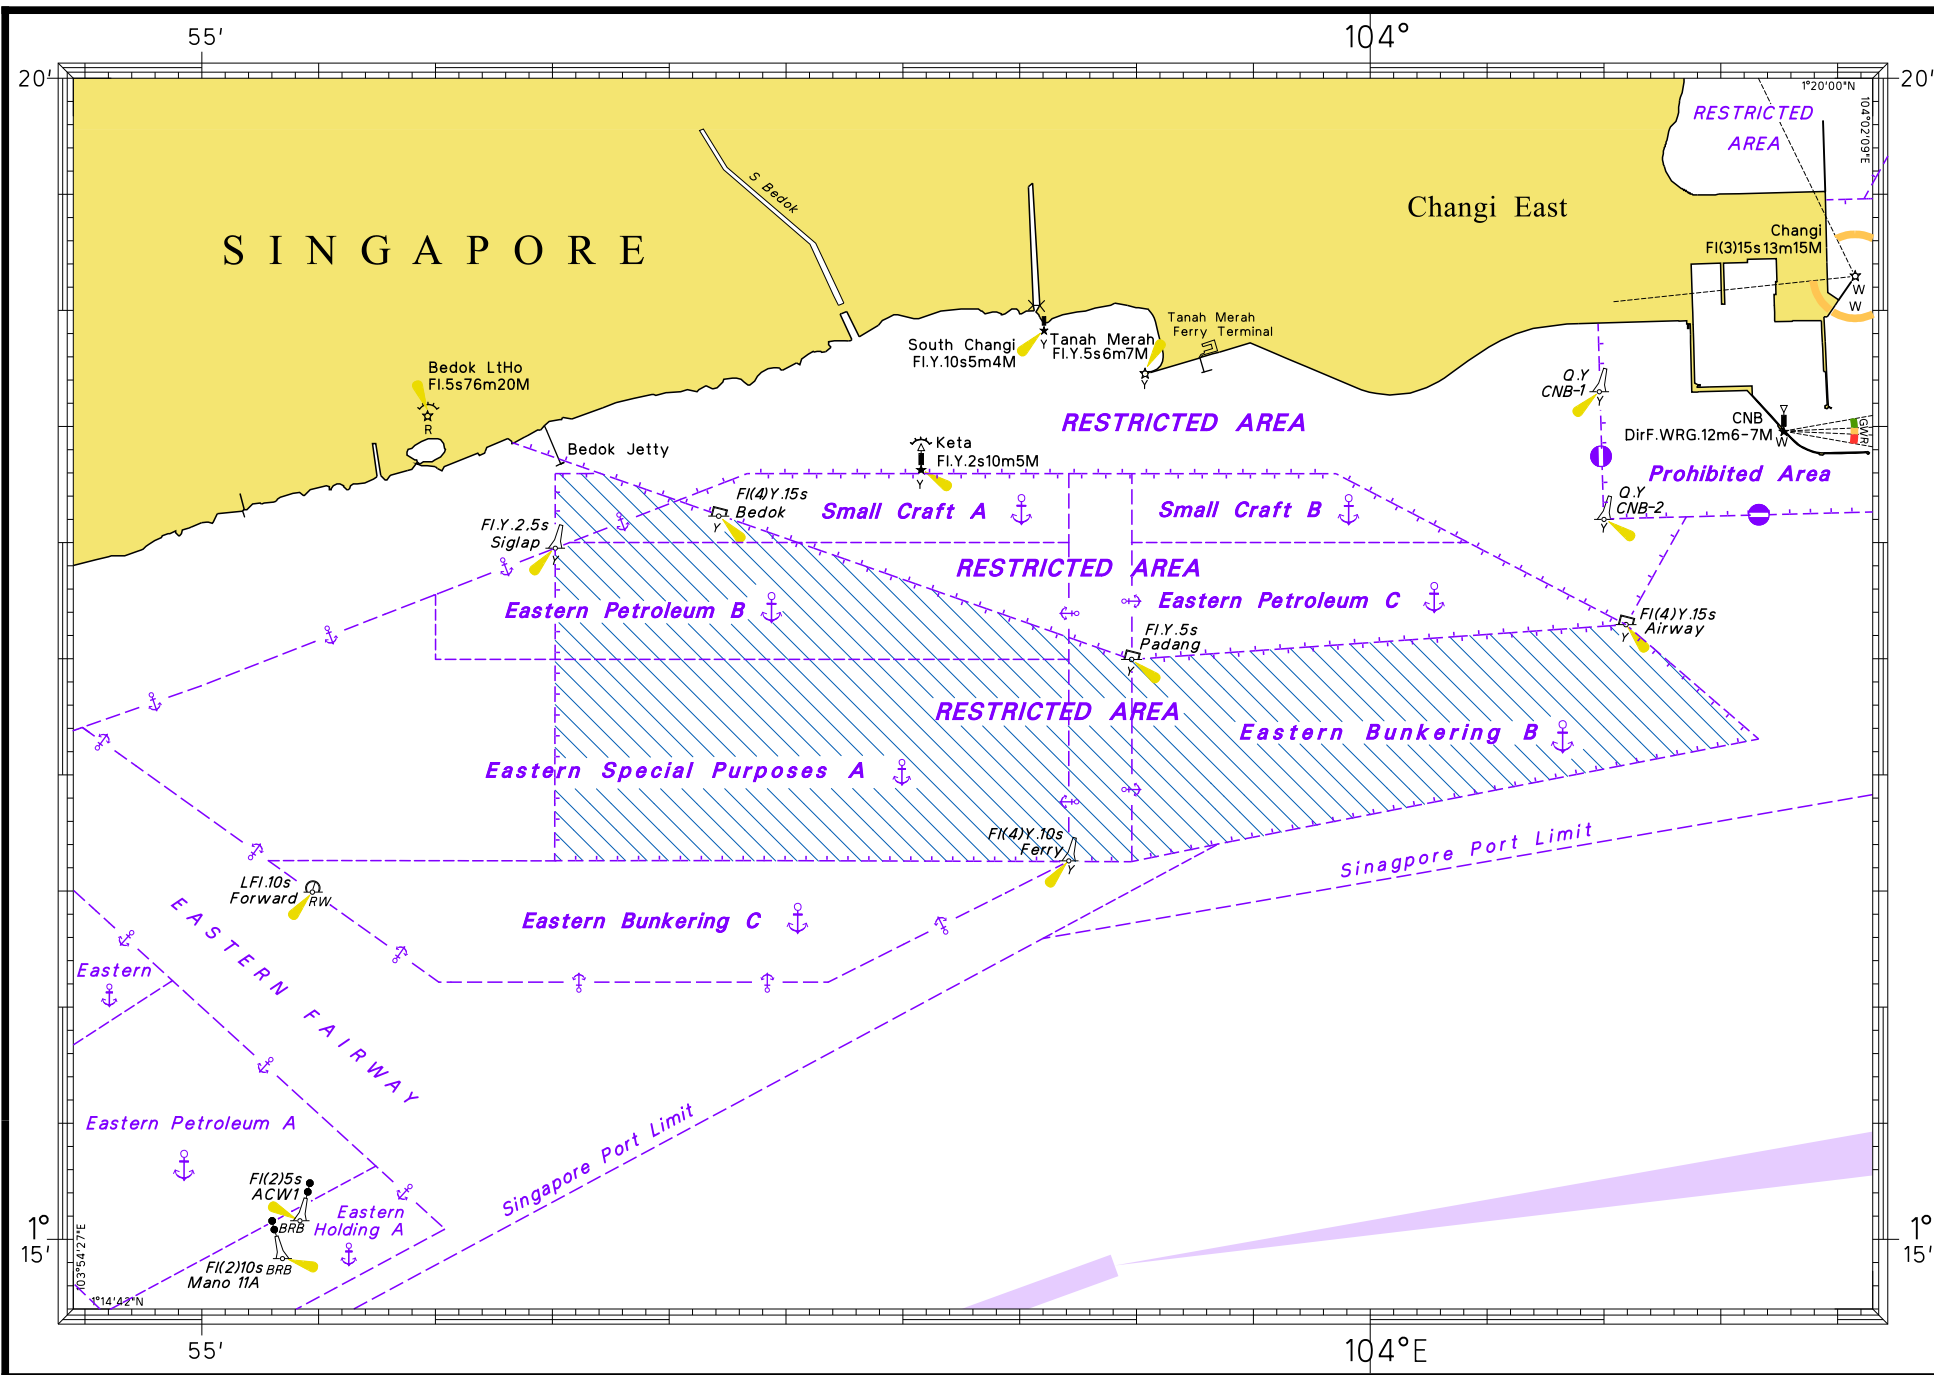 55'
104°
20'
20'
1°20'00"N
104°02'09"E
RESTRICTED
AREA
S Bedok
Changi East
SINGAPORE
Changi
Fl(3)15s13m15M
W
W
Tanah Merah
Ferry Terminal
South Changi
Fl.Y.10s5m4M
Y
Tanah Merah
Fl.Y.5s6m7M
Y
Bedok LtHo
Fl.5s76m20M
R
Q.Y
CNB-1
Y
RESTRICTED AREA
CNB
DirF.WRG.12m6-7M
W
GWR
Bedok Jetty
Keta
Fl.Y.2s10m5M
Y
Prohibited Area
Fl(4)Y.15s
Bedok
Y
Small Craft A
Small Craft B
Q.Y
CNB-2
Y
Fl.Y.2.5s
Siglap
Y
RESTRICTED AREA
Eastern Petroleum B
Eastern Petroleum C
Fl(4)Y.15s
Airway
Y
Fl.Y.5s
Padang
Y
RESTRICTED AREA
Eastern Bunkering B
Eastern Special Purposes A
Fl(4)Y.10s
Ferry
Y
Sinagpore Port Limit
LFl.10s
Forward
RW
EASTERN FAIRWAY
Eastern Bunkering C
Eastern
Eastern Petroleum A
Singapore Port Limit
Fl(2)5s
ACW1
BRB
Eastern
Holding A
Fl(2)10s
Mano 11A
BRB
1°
15'
1°
15'
103°54'27"E
1°14'42"N
55'
104°E